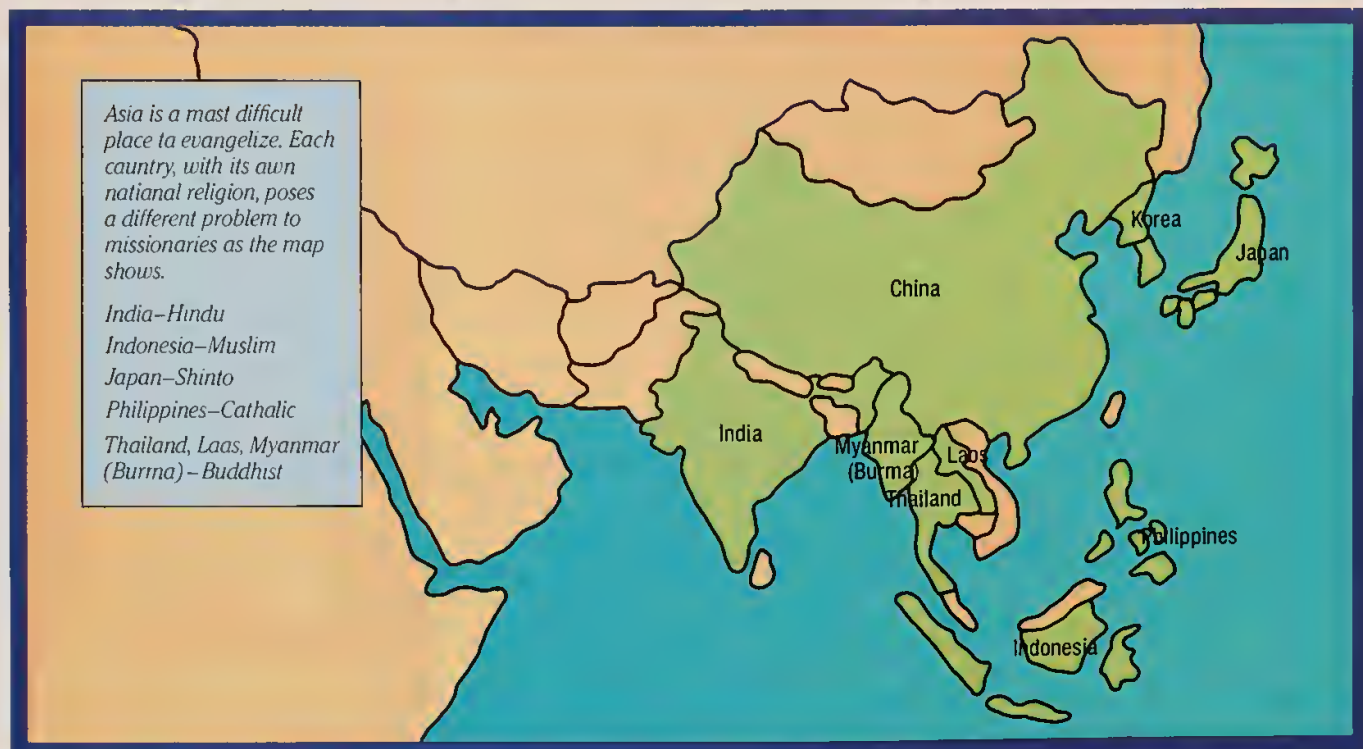 Asia is a mast difficult
place ta evangelize. Each
cauntry, with its awn
natianal religion, poses
a different problem to
missionaries as the map
shows.
India–Hindu
Indonesia–Muslim
Japan–Shinto
Philippines–Cathalic
Thailand, Laas, Myanmar
(Burma) – Buddhist
Korea
Japan
China
India
Myanmar
(Burma)
Laos
Thailand
Philippines
Indonesia